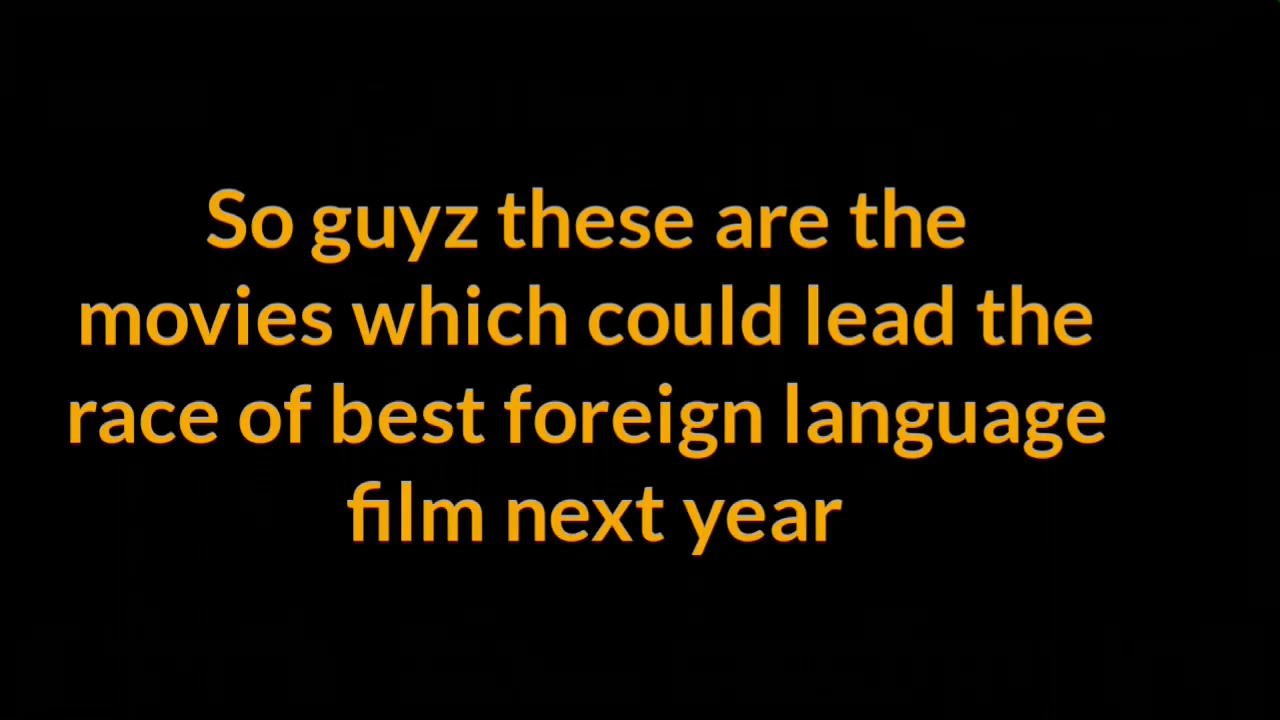 So guyz these are the
movies which could lead the
race of best foreign language
film next year